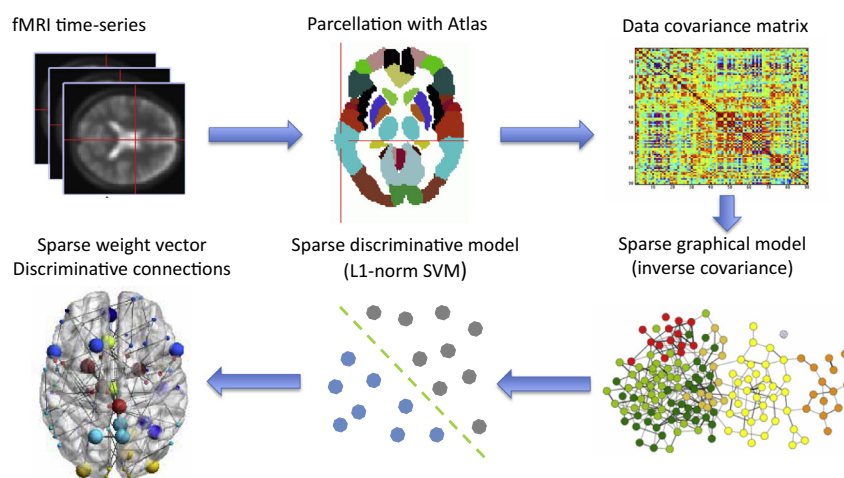 fMRI time-series
Parcellation with Atlas
Data covariance matrix
Sparse weight vector
Discriminative connections
Sparse discriminative model
(L1-norm SVM)
Sparse graphical model
(inverse covariance)